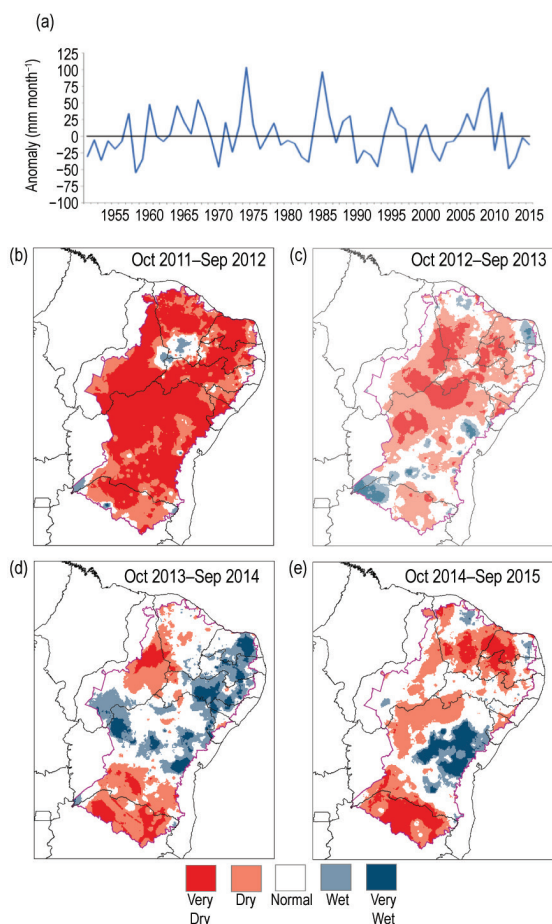 (a)
Anomaly (mm month⁻¹)
125
100
75
50
25
0
−25
−50
−75
−100
1955 1960 1965 1970 1975 1980 1985 1990 1995 2000 2005 2010 2015
(b) Oct 2011–Sep 2012
(c) Oct 2012–Sep 2013
(d) Oct 2013–Sep 2014
(e) Oct 2014–Sep 2015
Very Dry Normal Wet Very
Dry Wet